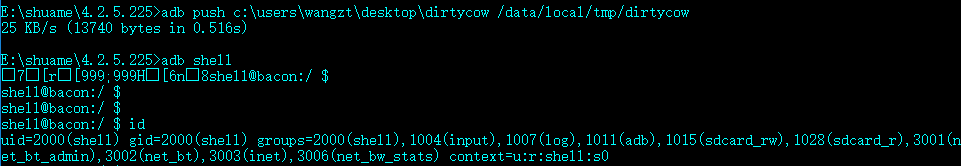 E:\shuame\4.2.5.225>adb push c:\users\wangzt\desktop\dirtycow /data/local/tmp/dirtycow
25 KB/s (13740 bytes in 0.516s)
E:\shuame\4.2.5.225>adb shell
□7□[r□[999;999H□[6n□8shell@bacon:/ $
shell@bacon:/ $
shell@bacon:/ $
shell@bacon:/ $ id
uid=2000(shell) gid=2000(shell) groups=2000(shell),1004(input),1007(log),1011(adb),1015(sdcard_rw),1028(sdcard_r),3001(n
et_bt_admin),3002(net_bt),3003(inet),3006(net_bw_stats) context=u:r:shell:s0